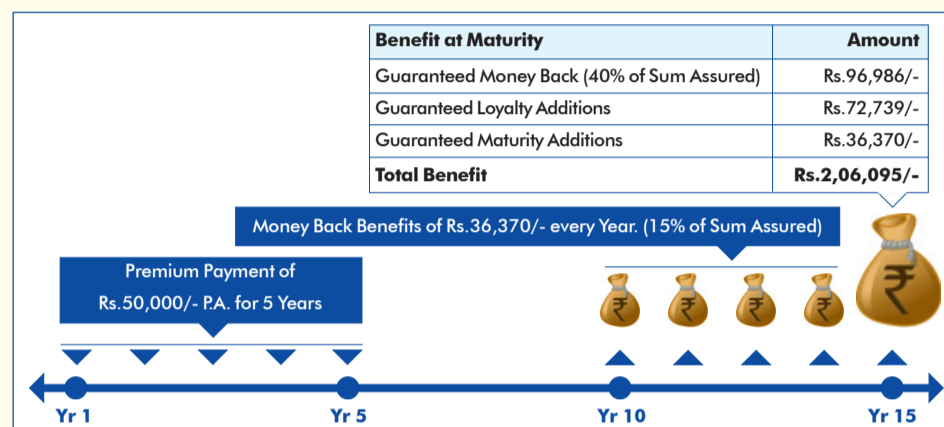 Benefit at Maturity Amount
Guaranteed Money Back (40% of Sum Assured) Rs.96,986/-
Guaranteed Loyalty Additions Rs.72,739/-
Guaranteed Maturity Additions Rs.36,370/-
Total Benefit Rs.2,06,095/-
Money Back Benefits of Rs.36,370/- every Year. (15% of Sum Assured)
Premium Payment of
Rs.50,000/- P.A. for 5 Years
₹ ₹ ₹ ₹ ₹
Yr 1 Yr 5 Yr 10 Yr 15